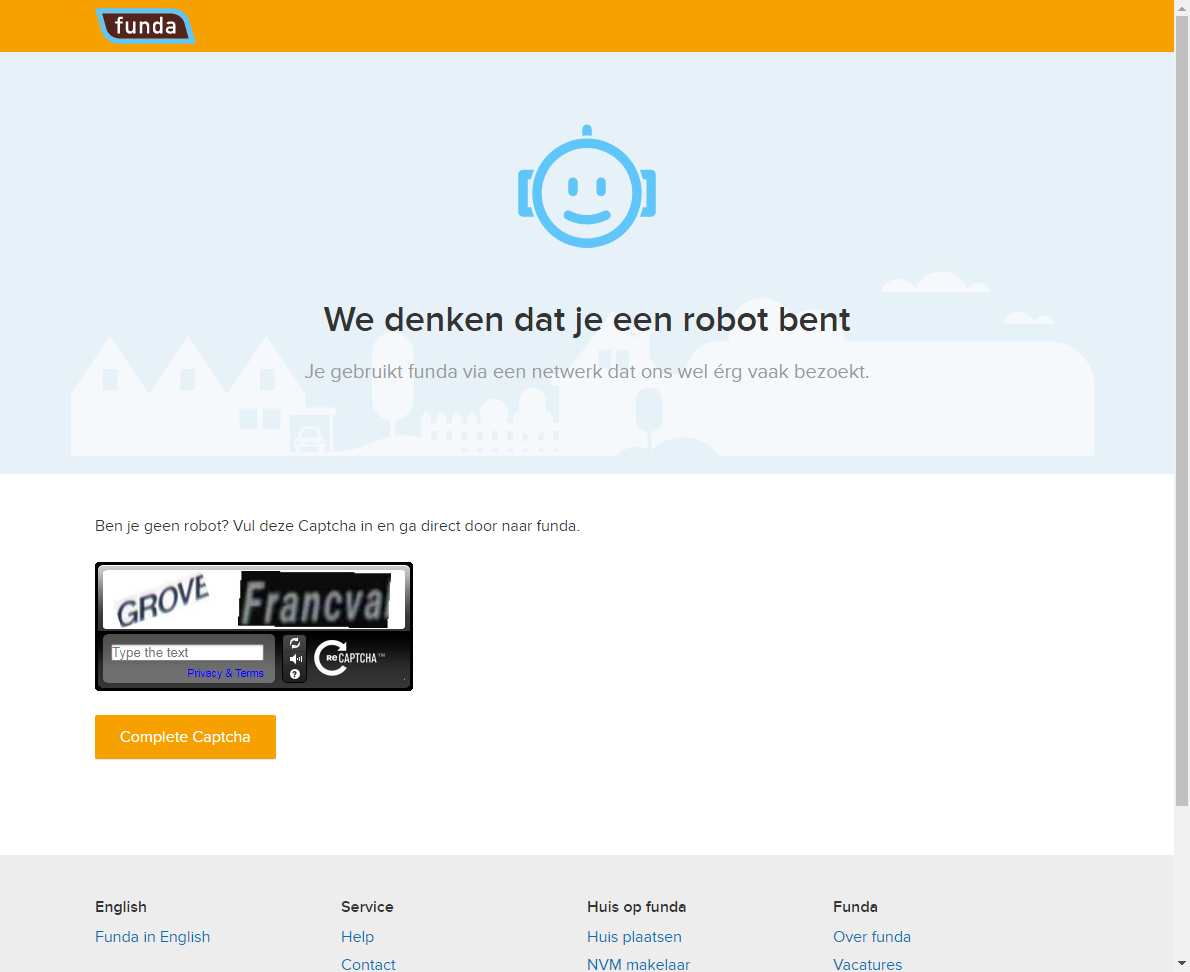 funda
We denken dat je een robot bent
Je gebruikt funda via een netwerk dat ons wel érg vaak bezoekt.
Ben je geen robot? Vul deze Captcha in en ga direct door naar funda.
GROVE Francval
Type the text
Privacy & Terms
?
RE CAPTCHA™
Complete Captcha
English
Funda in English
Service
Help
Contact
Huis op funda
Huis plaatsen
NVM makelaar
Funda
Over funda
Vacatures